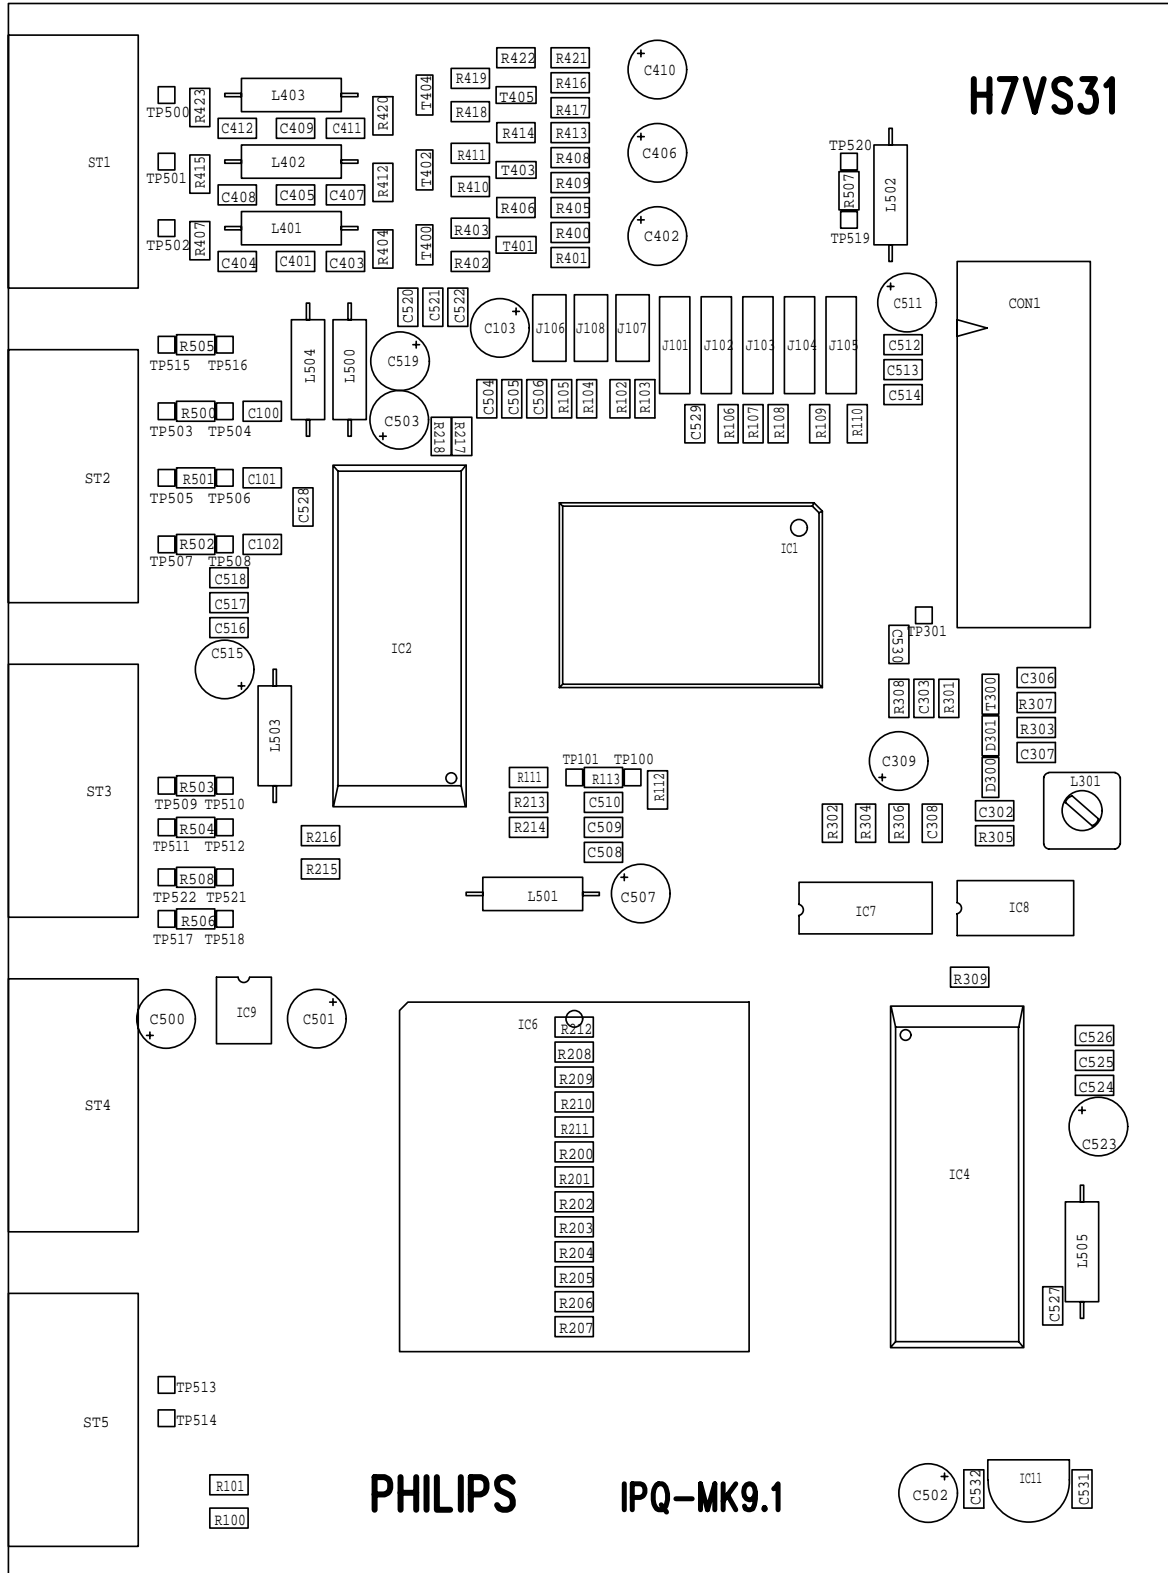 H7VS31
R422 R421
C410
R419 T404 R416
L403 T405
TP500 R423 R420 R418 R417
C412 C409 C411
R414 R413
ST1 TP501 R415 L402 R412 T402 R411 T403 R408 C406
TP520
R410 R409
C408 C405 C407
R507 L502
TP502 R407 L401 R404 T400 R403 R406 R405
R400 C402
TP519
C404 C401 C403 R402 T401 R401
CON1
C520 C521 C522 C511
C103 J106 J108 J107
J101 J102 J103 J104 J105
R505 TP515 TP516 L504 L500 C519 C512
C513
C504 C505 C506 R105 R104 R102 R103 C514
R500 C100 TP503 TP504
C503 R218 R217
C529 R106 R107 R108 R109 R110
ST2 R501 C101 TP505 TP506
C528
R502 C102 TP507 TP508
IC1
C518
C517
C516
C515
IC2
TP301
C530
R308 C303 R301 T300 C306
R307
L503 D301 R303
C309 D300 C307
ST3 R503 TP509 TP510
TP101 R113 TP100
R111 R112
R213 C510
L301
R504 TP511 TP512
R216 R214 C509
R302 R304 R306 C308 C302
R305
C508
R215
R508 TP522 TP521
L501 C507
IC7 IC8
R506 TP517 TP518
R309
C500 IC9 C501
IC6 R212
R208
R209
R210
R211
R200
R201
R202
R203
R204
R205
R206
R207
C526
C525
C524
C523
ST4
IC4
L505
C527
ST5
TP513
TP514
R101
R100
PHILIPS IPQ-MK9.1
C502 C532 IC11 C531